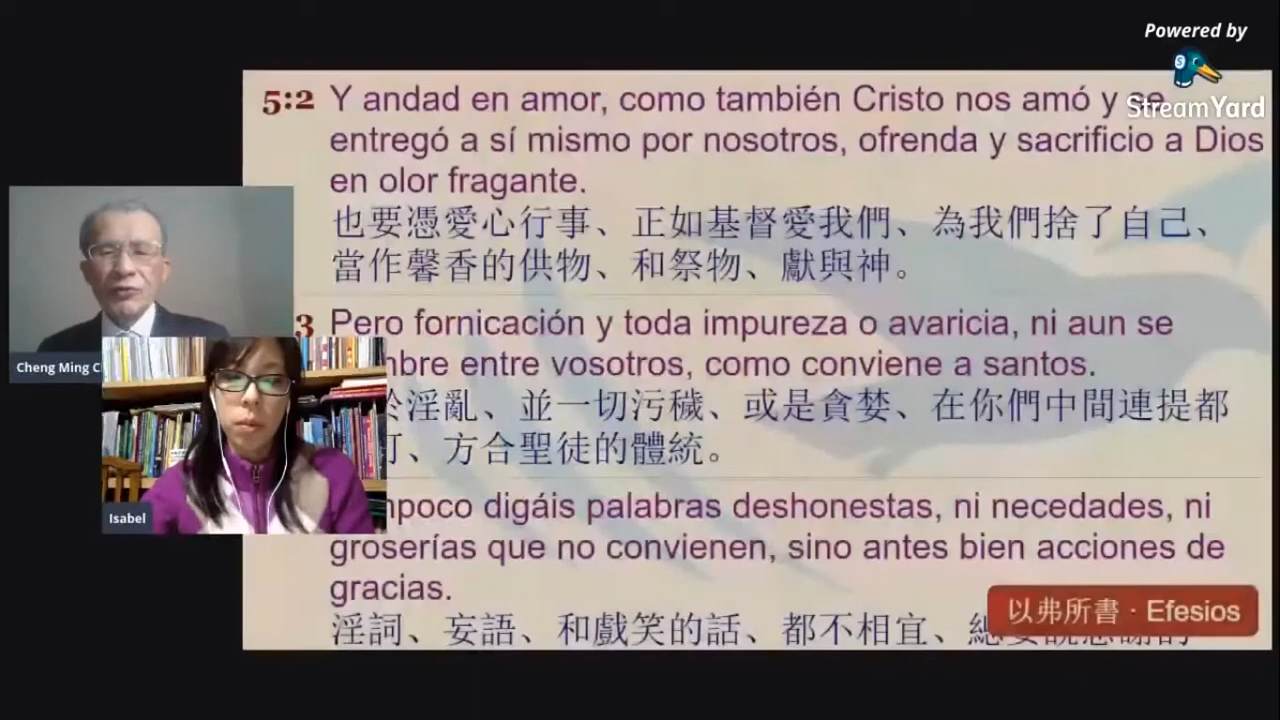 Powered by
StreamYard
5:2 Y andad en amor, como también Cristo nos amó y se
entregó a sí mismo por nosotros, ofrenda y sacrificio a Dios
en olor fragante.
也要憑愛心行事、正如基督愛我們、為我們捨了自己、
當作馨香的供物、和祭物、獻與神。
3 Pero fornicación y toda impureza o avaricia, ni aun se
entre vosotros, como conviene a santos.
淫亂、並一切污穢、或是貪婪、在你們中間連提都
、方合聖徒的體統。
digáis palabras deshonestas, ni necedades, ni
groserías que no convienen, sino antes bien acciones de
gracias.
淫詞、妄語、和戲笑的話、都不相宜、
以弗所書 · Efesios
Cheng Ming
Isabel